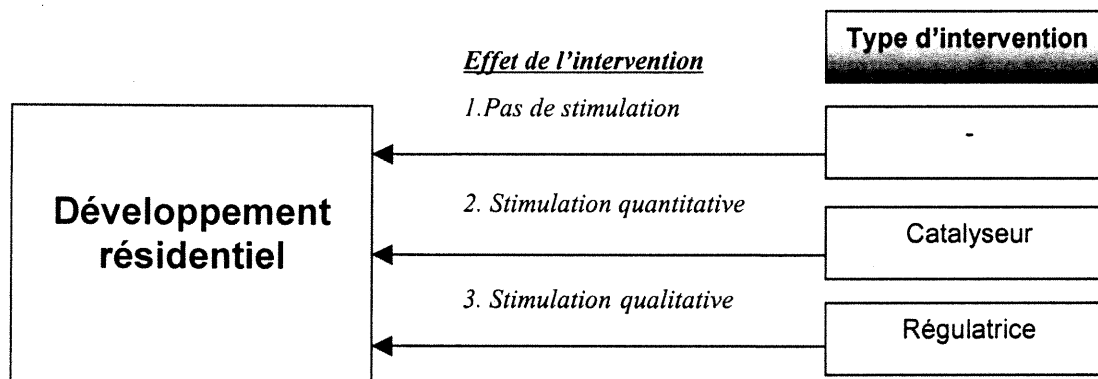 Type d'intervention
Effet de l'intervention
1.Pas de stimulation
-
Développement
résidentiel
2. Stimulation quantitative
Catalyseur
3. Stimulation qualitative
Régulatrice